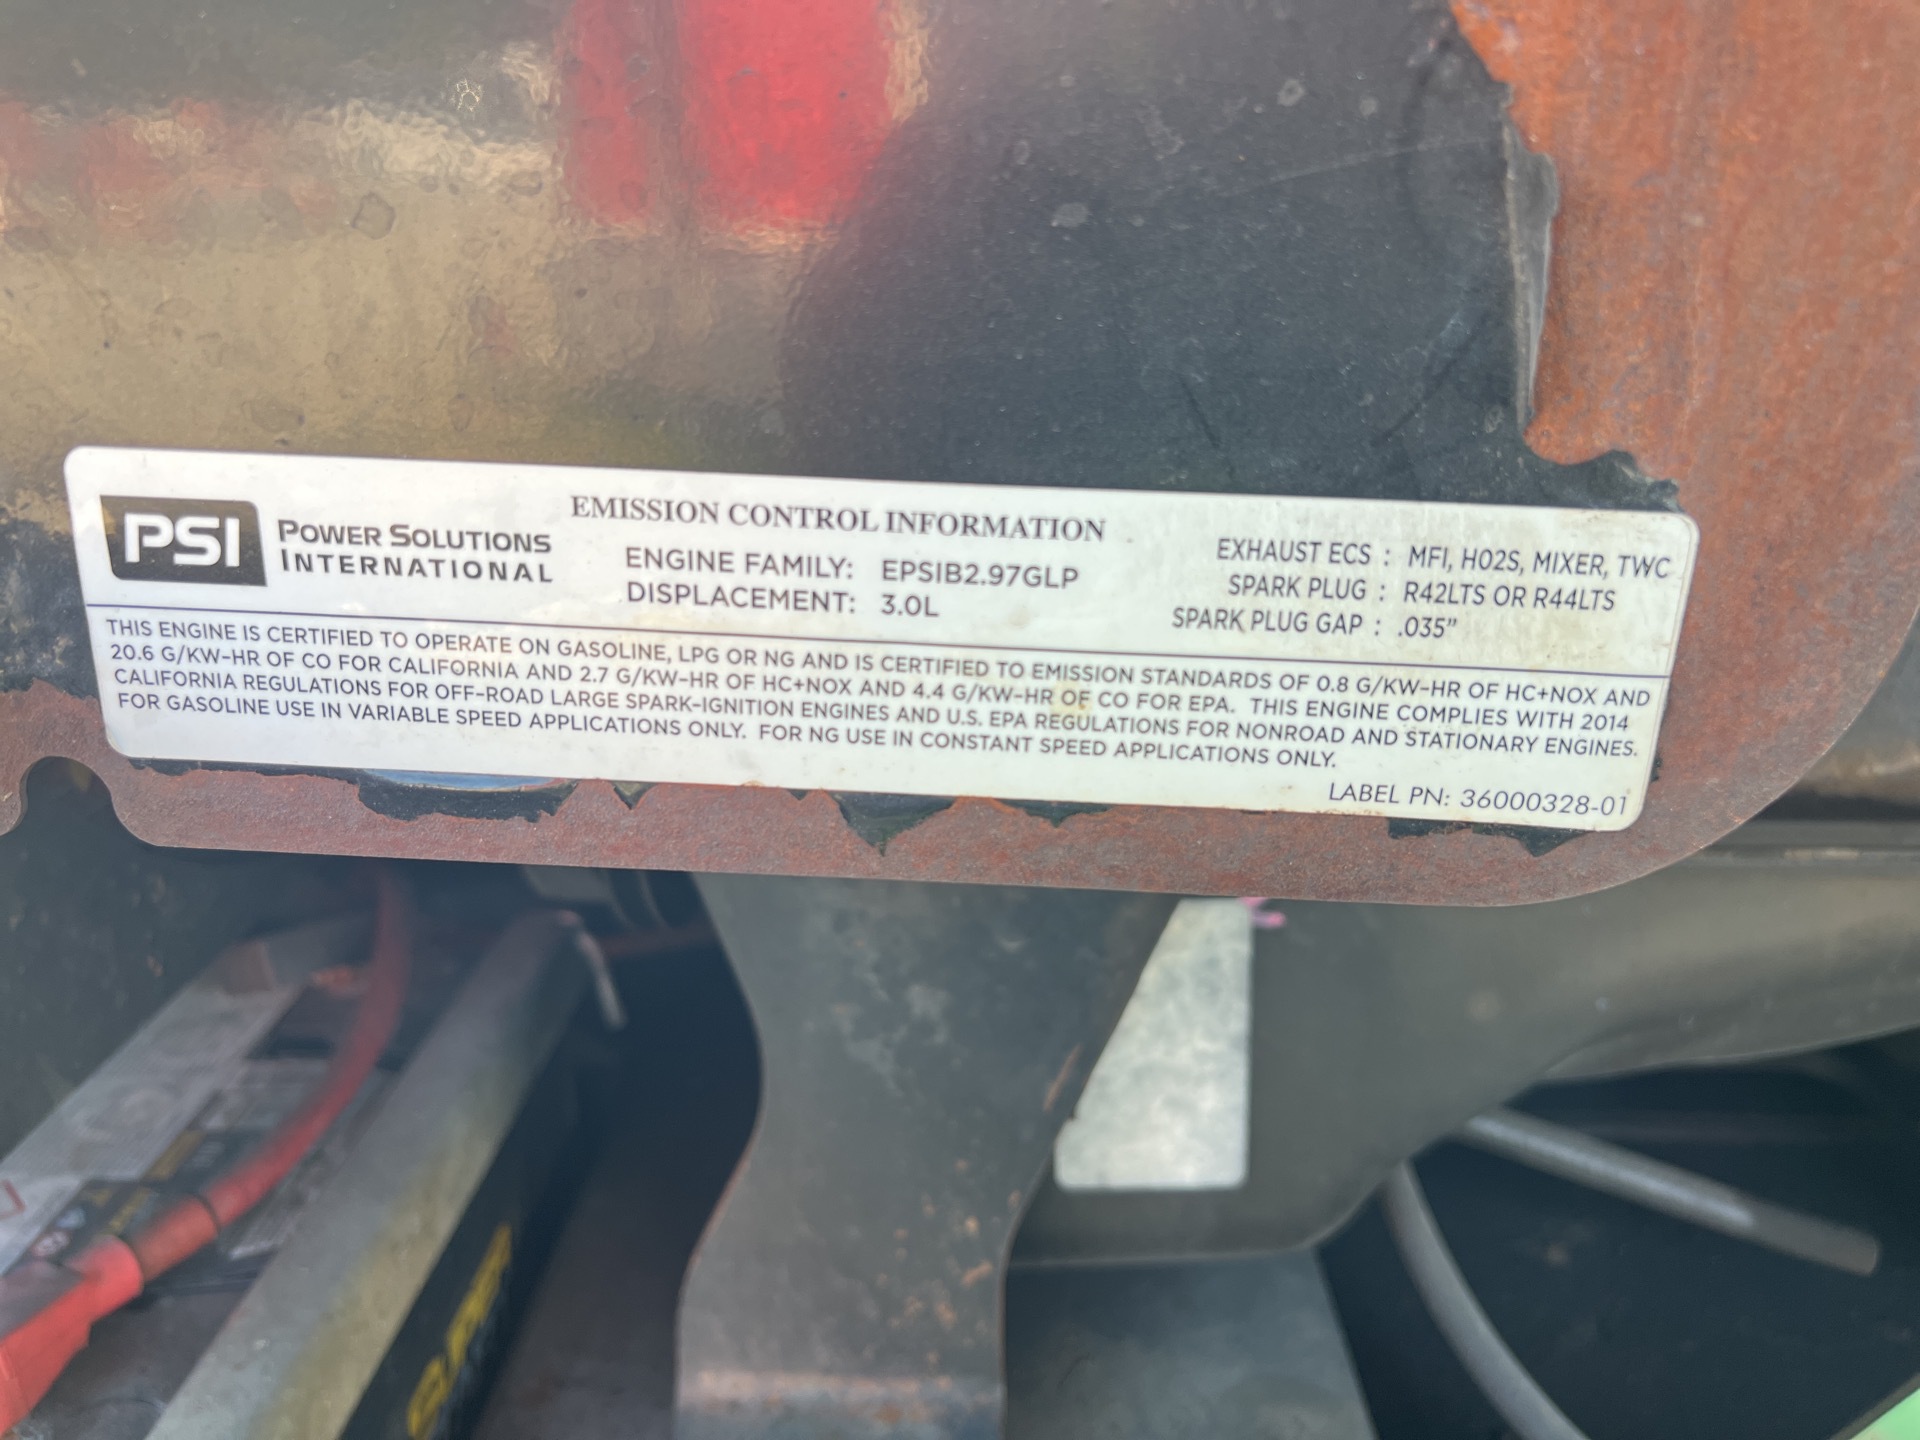 PSI
POWER SOLUTIONS
INTERNATIONAL
EMISSION CONTROL INFORMATION
ENGINE FAMILY: EPSIB2.97GLP
DISPLACEMENT: 3.0L
EXHAUST ECS : MFI, H02S, MIXER, TWC
SPARK PLUG : R42LTS OR R44LTS
SPARK PLUG GAP : .035"
THIS ENGINE IS CERTIFIED TO OPERATE ON GASOLINE, LPG OR NG AND IS CERTIFIED TO EMISSION STANDARDS OF 0.8 G/KW-HR OF HC+NOX AND
20.6 G/KW-HR OF CO FOR CALIFORNIA AND 2.7 G/KW-HR OF HC+NOX AND 4.4 G/KW-HR OF CO FOR EPA. THIS ENGINE COMPLIES WITH 2014
CALIFORNIA REGULATIONS FOR OFF-ROAD LARGE SPARK-IGNITION ENGINES AND U.S. EPA REGULATIONS FOR NONROAD AND STATIONARY ENGINES.
FOR GASOLINE USE IN VARIABLE SPEED APPLICATIONS ONLY. FOR NG USE IN CONSTANT SPEED APPLICATIONS ONLY.
LABEL PN: 36000328-01